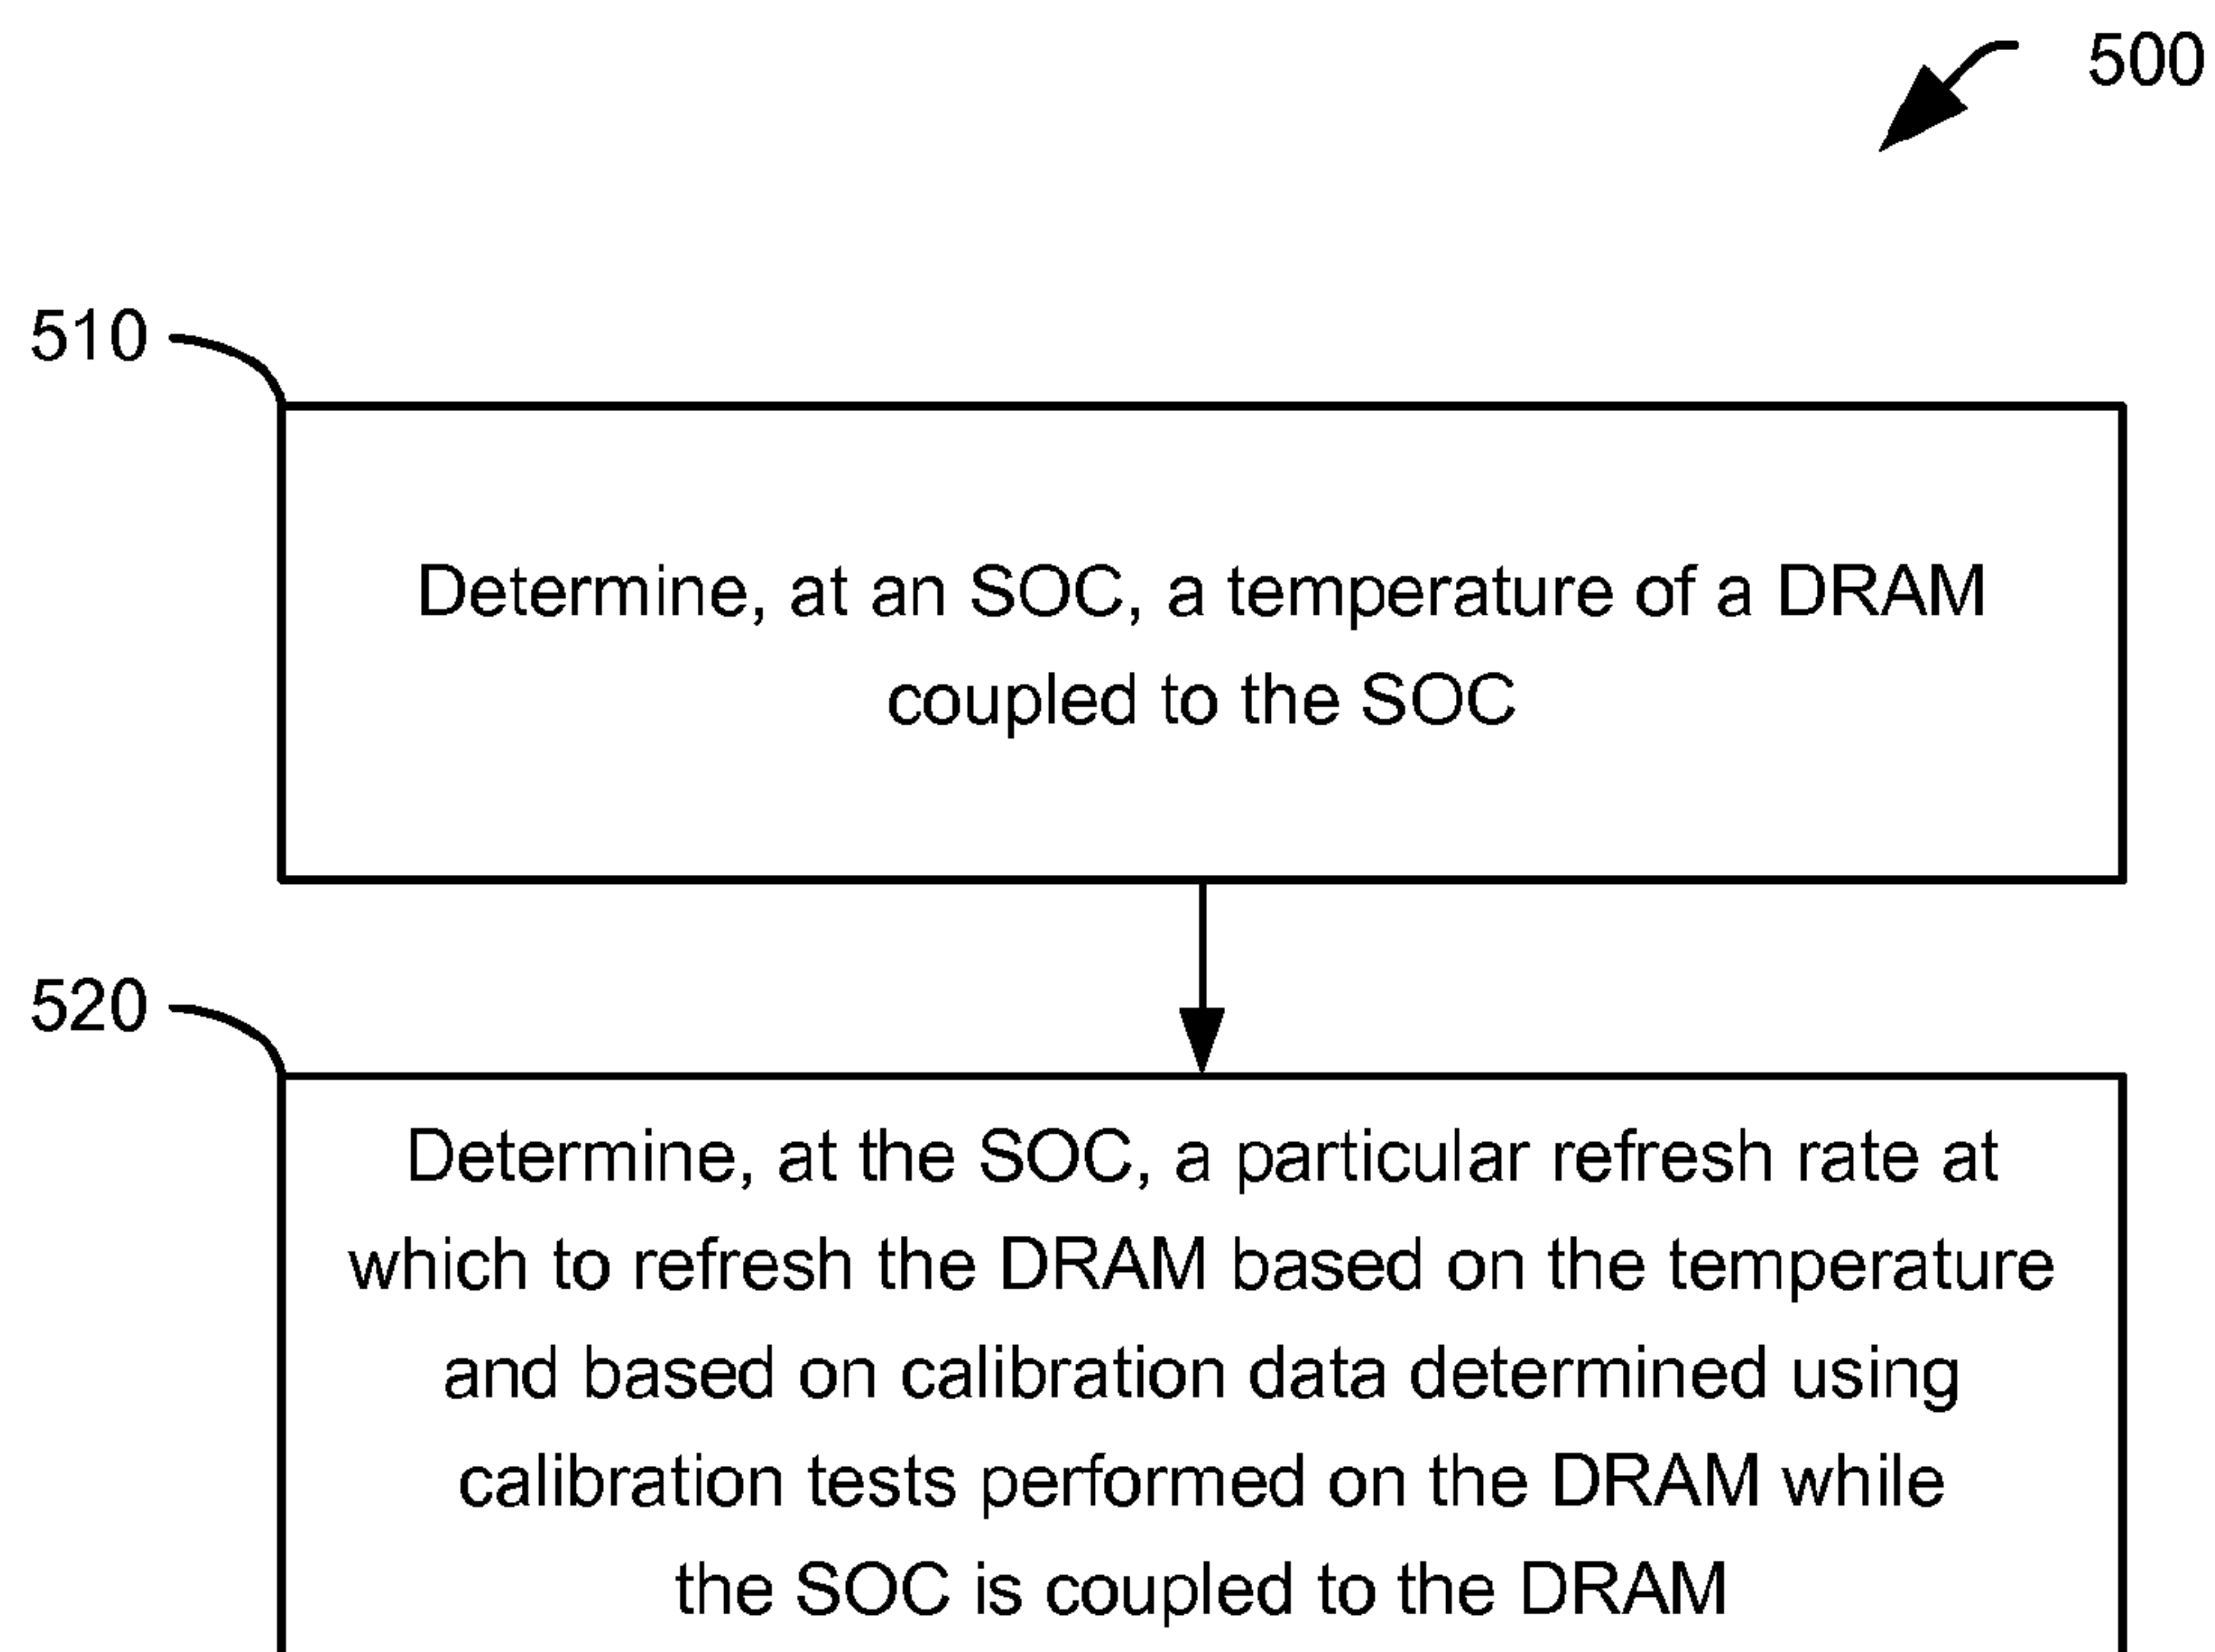 500
510
Determine, at an SOC, a temperature of a DRAM
coupled to the SOC
520
Determine, at the SOC, a particular refresh rate at
which to refresh the DRAM based on the temperature
and based on calibration data determined using
calibration tests performed on the DRAM while
the SOC is coupled to the DRAM